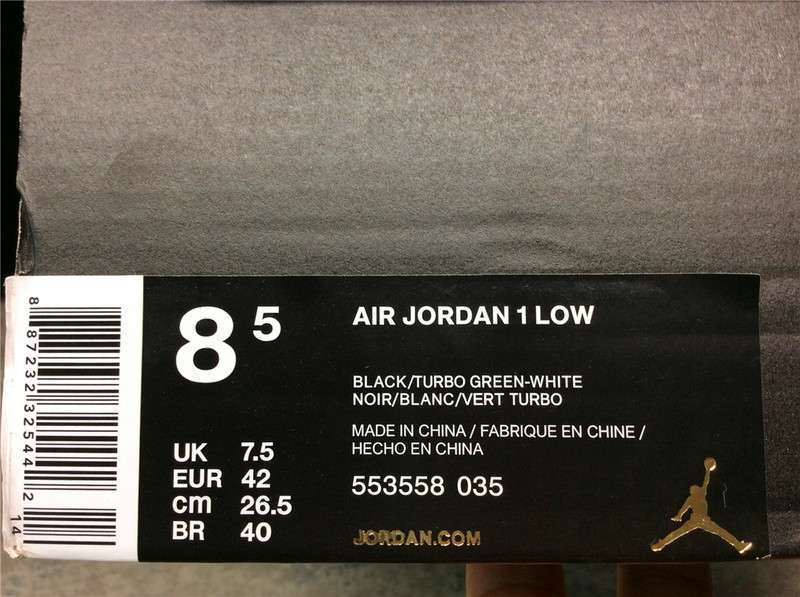 8 5
AIR JORDAN 1 LOW
BLACK/TURBO GREEN-WHITE
NOIR/BLANC/VERT TURBO
MADE IN CHINA / FABRIQUE EN CHINE /
HECHO EN CHINA
553558 035
JORDAN.COM
UK 7.5
EUR 42
cm 26.5
BR 40
8 87232 32544 2
14